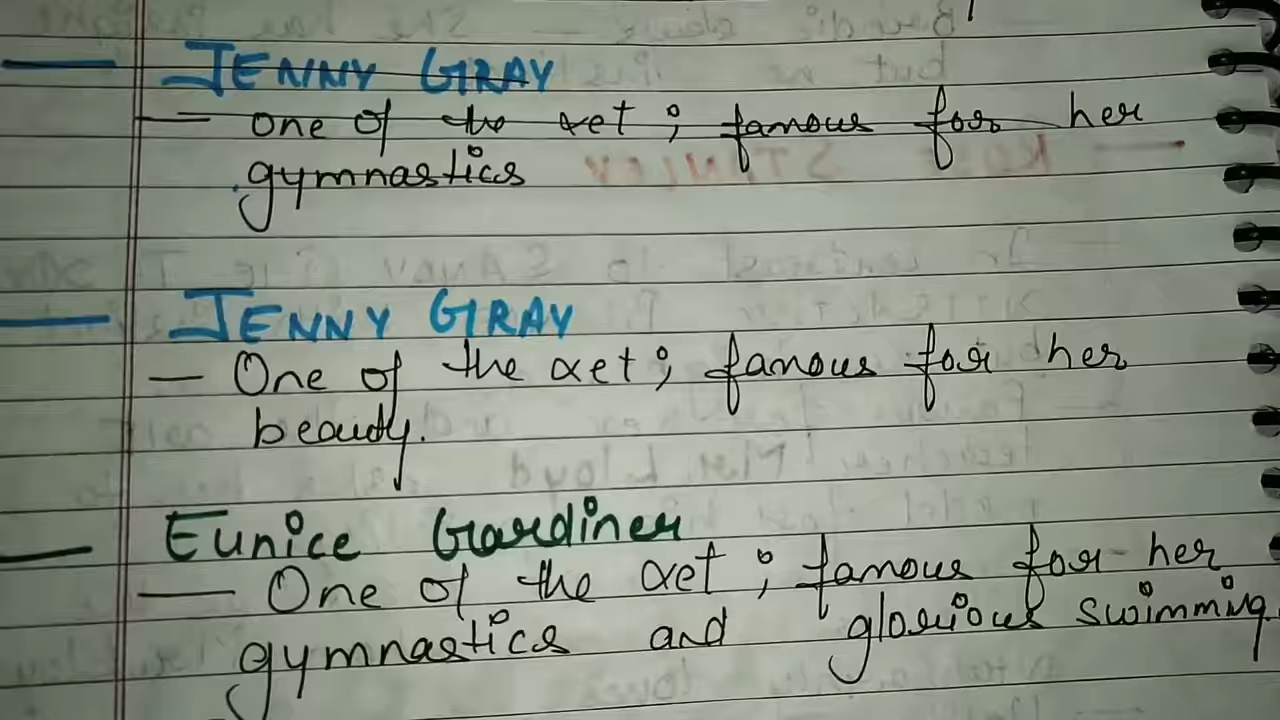 — JENNY GRAY
— one of the set ; famous for her
gymnastics
— JENNY GRAY
— One of the set ; famous for her
beauty.
— Eunice Gardiner
— One of the set ; famous for her
gymnastics and glorious swimming.